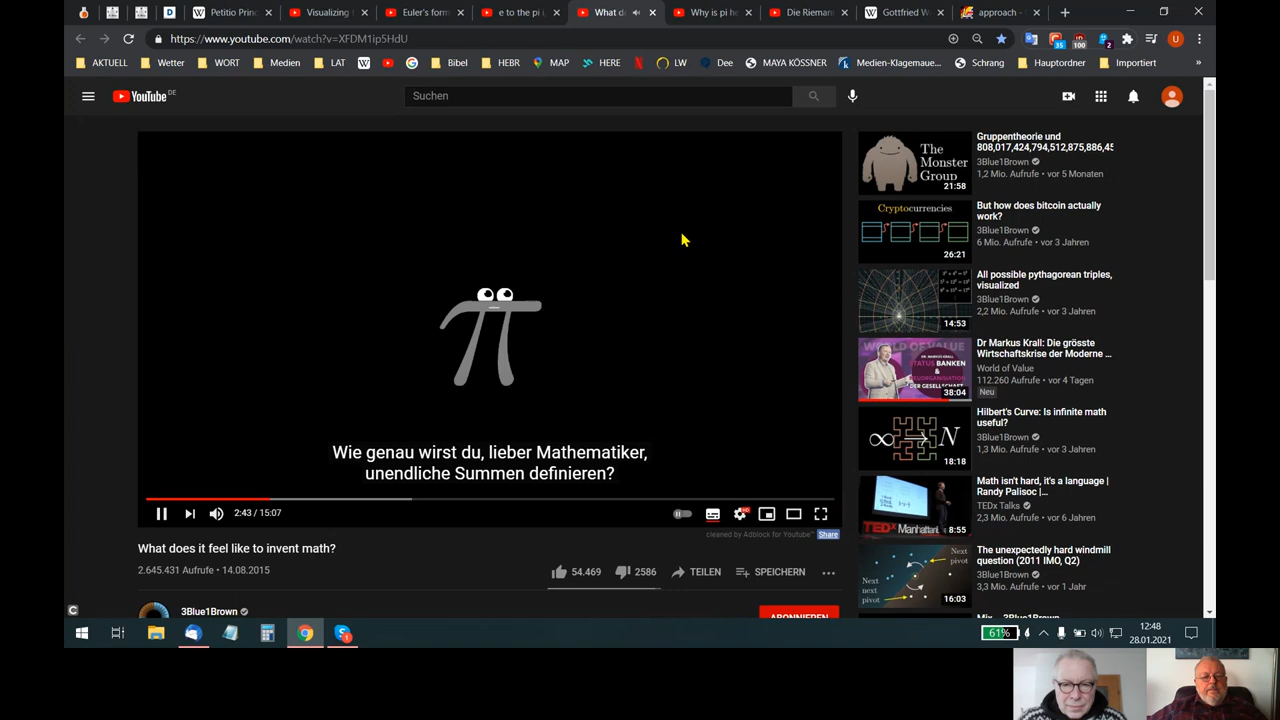 Petitio Prin
Visualizing
Euler's form
e to the pi i
What d
Why is pi he
Die Riemann
Gottfried W
approach -
https://www.youtube.com/watch?v=XFDM1ip5HdU
35
100
2
U
AKTUELL
Wetter
WORT
Medien
LAT
Bibel
HEBR
MAP
HERE
LW
Dee
MAYA KÖSSNER
Medien-Klagemaue...
Schrang
Hauptordner
Importiert
»
YouTube DE
Suchen
Wie genau wirst du, lieber Mathematiker,
unendliche Summen definieren?
2:43 / 15:07
HD
cleaned by Adblock for Youtube™ Share
What does it feel like to invent math?
2.645.431 Aufrufe • 14.08.2015
54.469
2586
TEILEN
SPEICHERN
3Blue1Brown
ABONNIEREN
The
Monster
Group
21:58
Gruppentheorie und
808,017,424,794,512,875,886,45
3Blue1Brown
1,2 Mio. Aufrufe • vor 5 Monaten
Cryptocurrencies
26:21
But how does bitcoin actually
work?
3Blue1Brown
6 Mio. Aufrufe • vor 3 Jahren
14:53
All possible pythagorean triples,
visualized
3Blue1Brown
2,2 Mio. Aufrufe • vor 3 Jahren
WORLD OF VALUE
STATUS BANKEN
&
DER GESELLSCHAFT
38:04
Dr Markus Krall: Die grösste
Wirtschaftskrise der Moderne ...
World of Value
112.260 Aufrufe • vor 4 Tagen
Neu
∞ → N
18:18
Hilbert's Curve: Is infinite math
useful?
3Blue1Brown
1,3 Mio. Aufrufe • vor 3 Jahren
TEDx Manhattan
8:55
Math isn't hard, it's a language |
Randy Palisoc |...
TEDx Talks
2,3 Mio. Aufrufe • vor 6 Jahren
Next
pivot
Next
next
pivot
16:03
The unexpectedly hard windmill
question (2011 IMO, Q2)
3Blue1Brown
3,3 Mio. Aufrufe • vor 1 Jahr
61%
12:48
28.01.2021